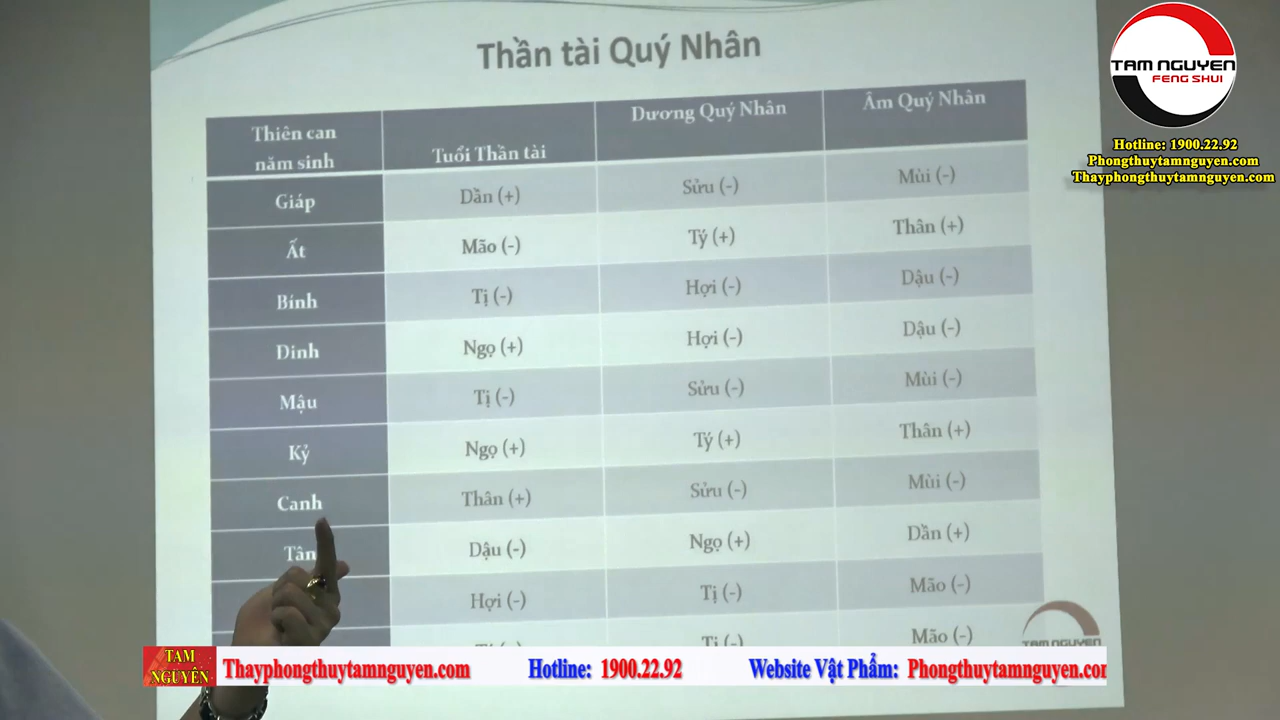 Thần tài Quý Nhân
TAM NGUYEN
FENG SHUI
Hotline: 1900.22.92
Phongthuytamnguyen.com
Thayphongthuytamnguyen.com
Thiên can năm sinh Tuổi Thần tài Dương Quý Nhân Âm Quý Nhân
Giáp Dần (+) Sửu (-) Mùi (-)
Ất Mão (-) Tý (+) Thân (+)
Bính Tị (-) Hợi (-) Dậu (-)
Đinh Ngọ (+) Hợi (-) Dậu (-)
Mậu Tị (-) Sửu (-) Mùi (-)
Kỷ Ngọ (+) Tý (+) Thân (+)
Canh Thân (+) Sửu (-) Mùi (-)
Tân Dậu (-) Ngọ (+) Dần (+)
Hợi (-) Tị (-) Mão (-)
Tị (-) Mão (-)
TAM NGUYEN
TAM NGUYÊN Thayphongthuytamnguyen.com Hotline: 1900.22.92 Website Vật Phẩm: Phongthuytamnguyen.com